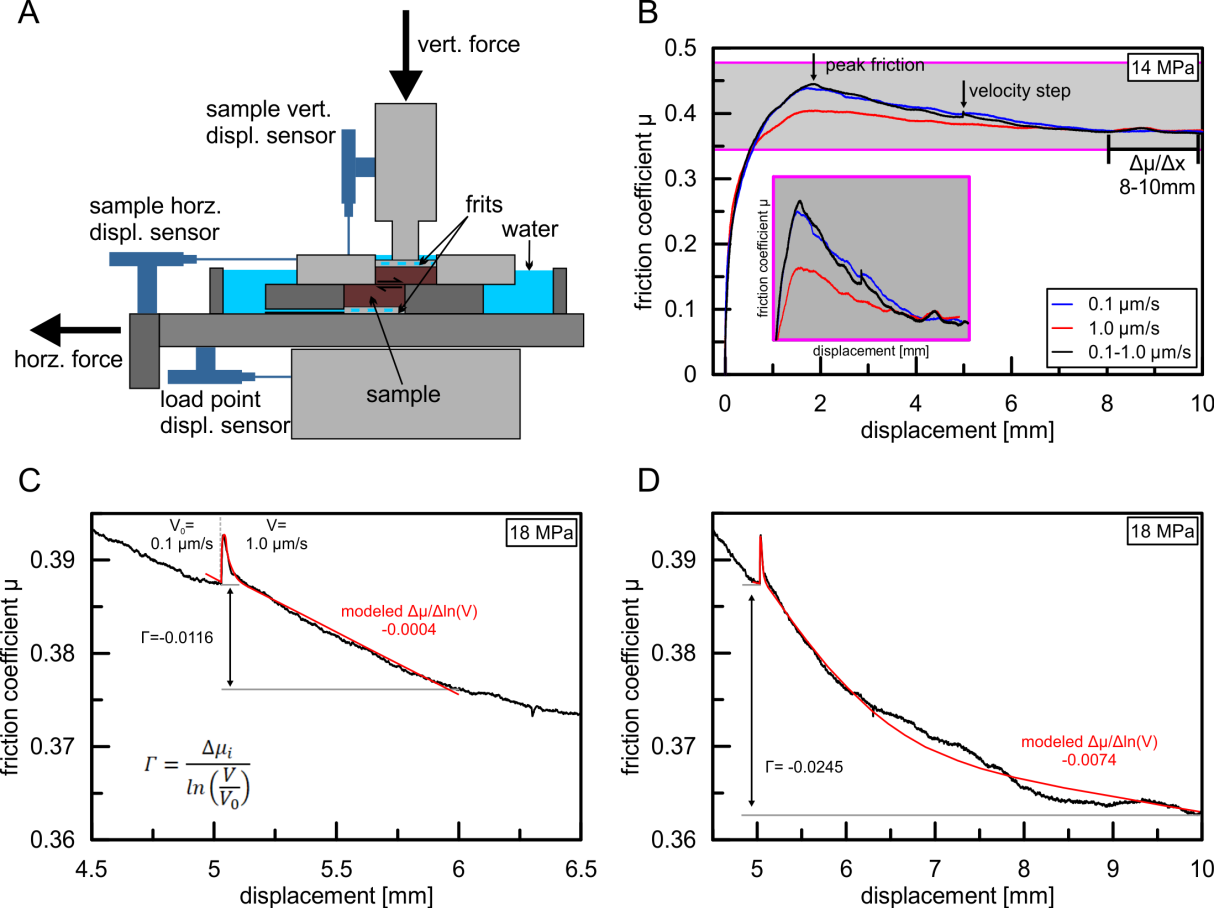 A
vert. force
sample vert.
displ. sensor
frits
water
sample horz.
displ. sensor
horz. force
load point
displ. sensor
sample
B
14 MPa
peak friction
velocity step
Δμ/Δx
8-10mm
friction coefficient μ
displacement [mm]
0.1 μm/s
1.0 μm/s
0.1-1.0 μm/s
0.5
0.4
0.3
0.2
0.1
0
0 2 4 6 8 10
friction coefficient μ
displacement [mm]
C
18 MPa
V₀=
0.1 μm/s
V=
1.0 μm/s
modeled Δμ/Δln(V)
-0.0004
Γ=-0.0116
Γ = Δμᵢ / ln(V/V₀)
0.39
0.38
0.37
0.36
4.5 5 5.5 6 6.5
friction coefficient μ
displacement [mm]
D
18 MPa
modeled Δμ/Δln(V)
-0.0074
Γ= -0.0245
0.39
0.38
0.37
0.36
5 6 7 8 9 10
friction coefficient μ
displacement [mm]